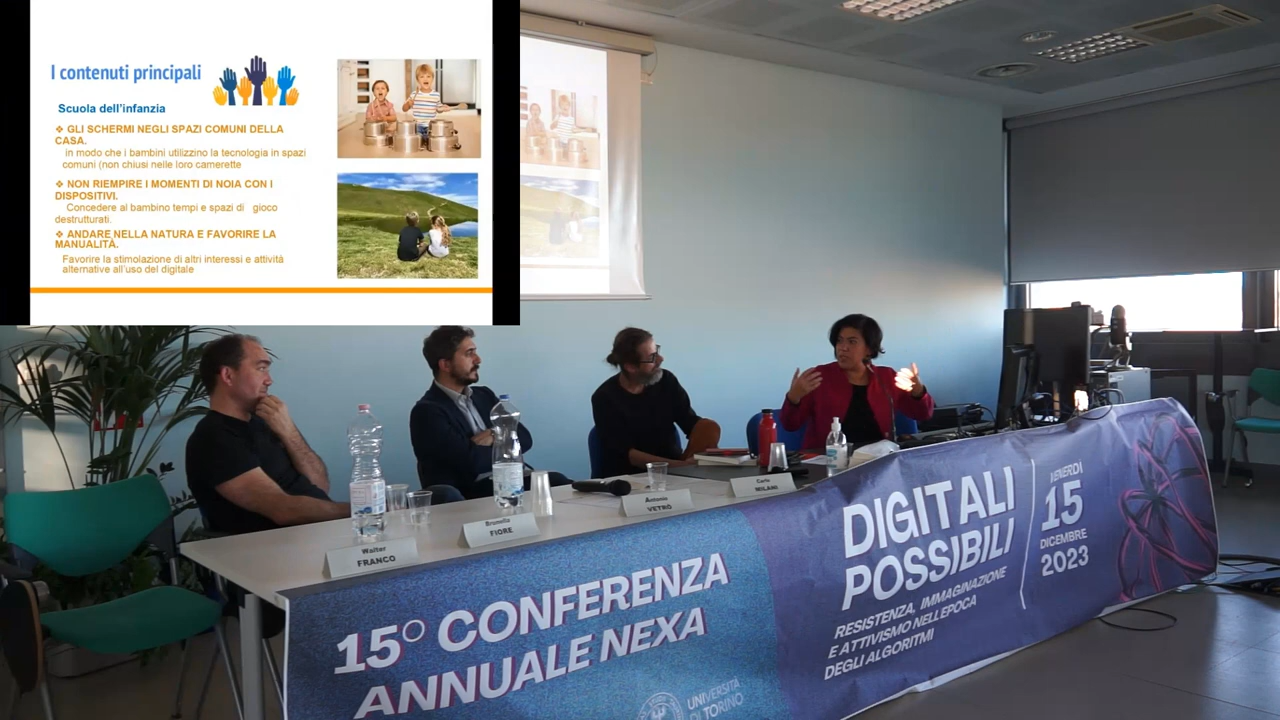 I contenuti principali
Scuola dell'infanzia
❖ GLI SCHERMI NEGLI SPAZI COMUNI DELLA
CASA.
in modo che i bambini utilizzino la tecnologia in spazi
comuni (non chiusi nelle loro camerette
❖ NON RIEMPIRE I MOMENTI DI NOIA CON I
DISPOSITIVI.
Concedere al bambino tempi e spazi di gioco
destrutturati.
❖ ANDARE NELLA NATURA E FAVORIRE LA
MANUALITÀ.
Favorire la stimolazione di altri interessi e attività
alternative all'uso del digitale
Walter
FRANCO
Brunella
FIORE
Antonio
VETRÒ
Carlo
MILANI
15° CONFERENZA
ANNUALE NEXA
UNIVERSITÀ
DI TORINO
DIGITALI
POSSIBILI
RESISTENZA, IMMAGINAZIONE
E ATTIVISMO NELL'EPOCA
DEGLI ALGORITMI
VENERDÌ
15
DICEMBRE
2023